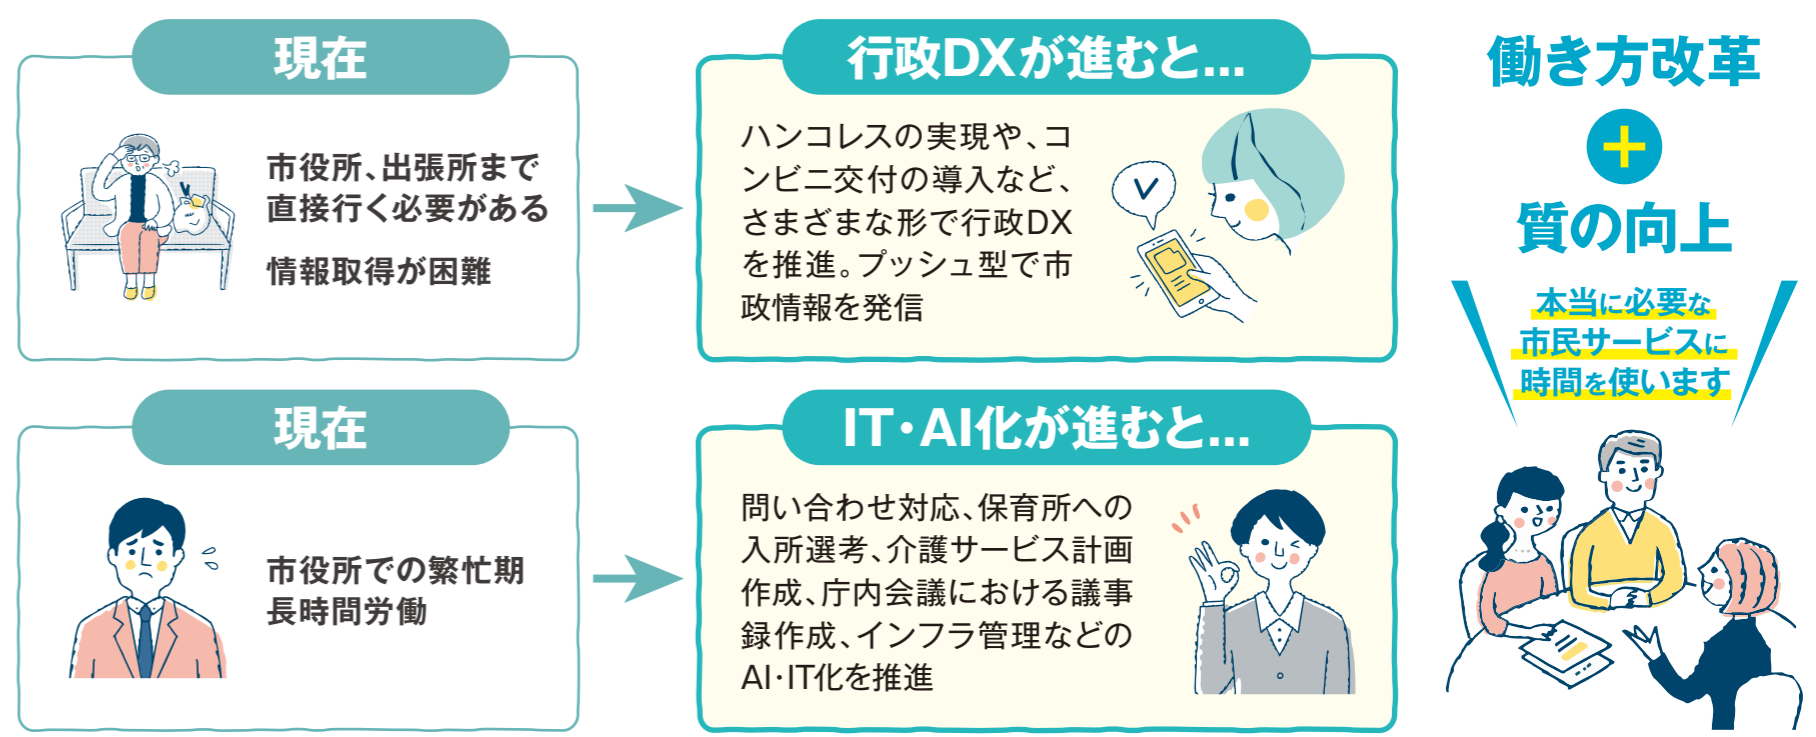 現在
市役所、出張所まで
直接行く必要がある
情報取得が困難
行政DXが進むと…
ハンコレスの実現や、コ
ンビニ交付の導入など、
さまざまな形で行政DX
を推進。プッシュ型で市
政情報を発信
現在
市役所での繁忙期
長時間労働
IT・AI化が進むと…
問い合わせ対応、保育所への
入所選考、介護サービス計画
作成、庁内会議における議事
録作成、インフラ管理などの
AI・IT化を推進
働き方改革
+
質の向上
本当に必要な
市民サービスに
時間を使います